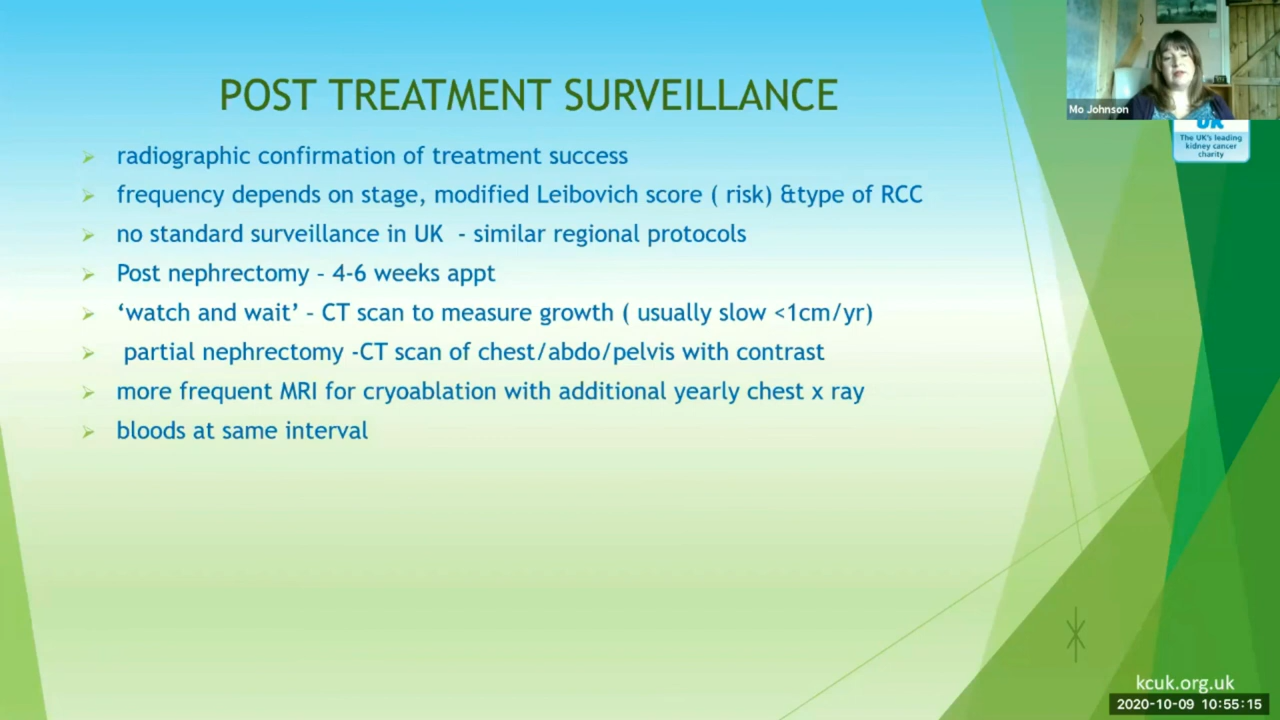 POST TREATMENT SURVEILLANCE
radiographic confirmation of treatment success
frequency depends on stage, modified Leibovich score ( risk) &type of RCC
no standard surveillance in UK - similar regional protocols
Post nephrectomy – 4-6 weeks appt
‘watch and wait’ – CT scan to measure growth ( usually slow <1cm/yr)
partial nephrectomy -CT scan of chest/abdo/pelvis with contrast
more frequent MRI for cryoablation with additional yearly chest x ray
bloods at same interval
Mo Johnson
UK
The UK's leading
kidney cancer
charity
kcuk.org.uk
2020-10-09 10:55:15